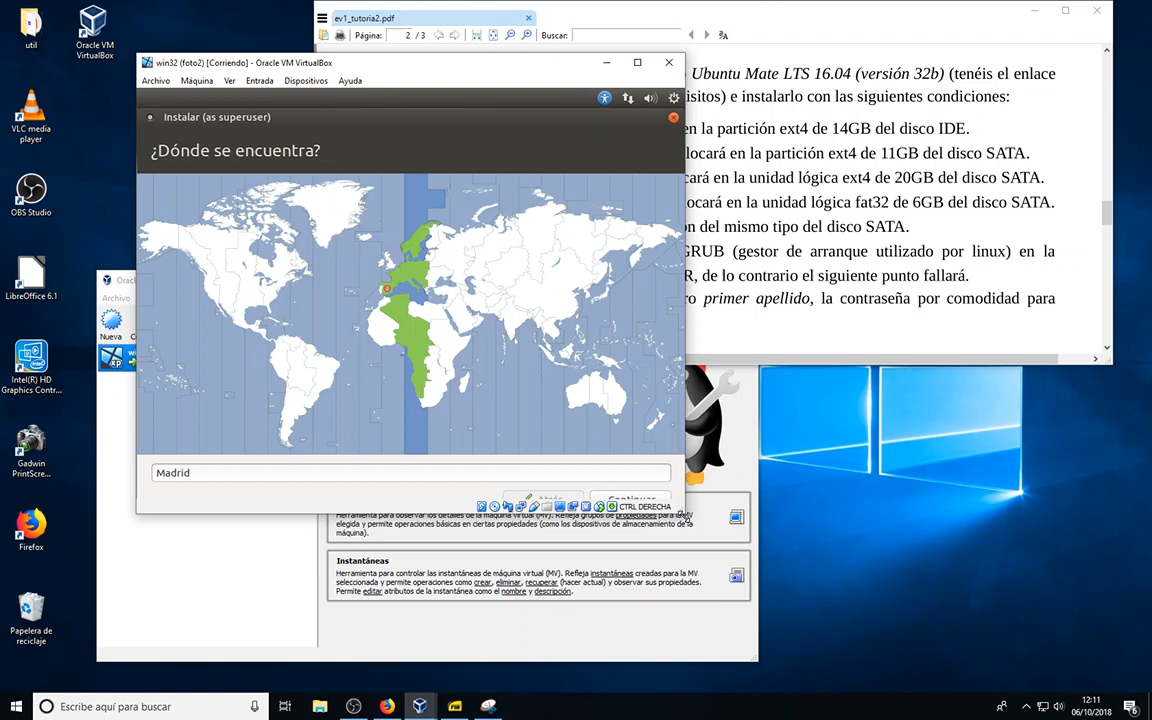 util
Oracle VM
VirtualBox
VLC media
player
OBS Studio
LibreOffice 6.1
Intel(R) HD
Graphics Contr...
Gadwin
PrintScree...
Firefox
Papelera de
reciclaje
ev1_tutoria2.pdf
Página: 2 / 3 Buscar:
Ubuntu Mate LTS 16.04 (versión 32b) (tenéis el enlace
isitos) e instalarlo con las siguientes condiciones:
en la partición ext4 de 14GB del disco IDE.
locará en la partición ext4 de 11GB del disco SATA.
cará en la unidad lógica ext4 de 20GB del disco SATA.
ocará en la unidad lógica fat32 de 6GB del disco SATA.
ón del mismo tipo del disco SATA.
GRUB (gestor de arranque utilizado por linux) en la
R, de lo contrario el siguiente punto fallará.
ro primer apellido, la contraseña por comodidad para
win32 (foto2) [Corriendo] - Oracle VM VirtualBox
Archivo Máquina Ver Entrada Dispositivos Ayuda
Instalar (as superuser)
¿Dónde se encuentra?
Madrid
Atrás Continuar
CTRL DERECHA
Orac
Archivo
Nueva C
xp
Herramienta para observar los detalles de la máquina virtual (MV). Refleja grupos de propiedades para la MV
elegida y permite operaciones básicas en ciertas propiedades (como los dispositivos de almacenamiento de la
máquina).
Instantáneas
Herramienta para controlar las instantáneas de máquina virtual (MV). Refleja instantáneas creadas para la MV
seleccionada y permite operaciones como crear, eliminar, recuperar (hacer actual) y observar sus propiedades.
Permite editar atributos de la instantánea como el nombre y descripción.
Escribe aquí para buscar
12:11
06/10/2018
6